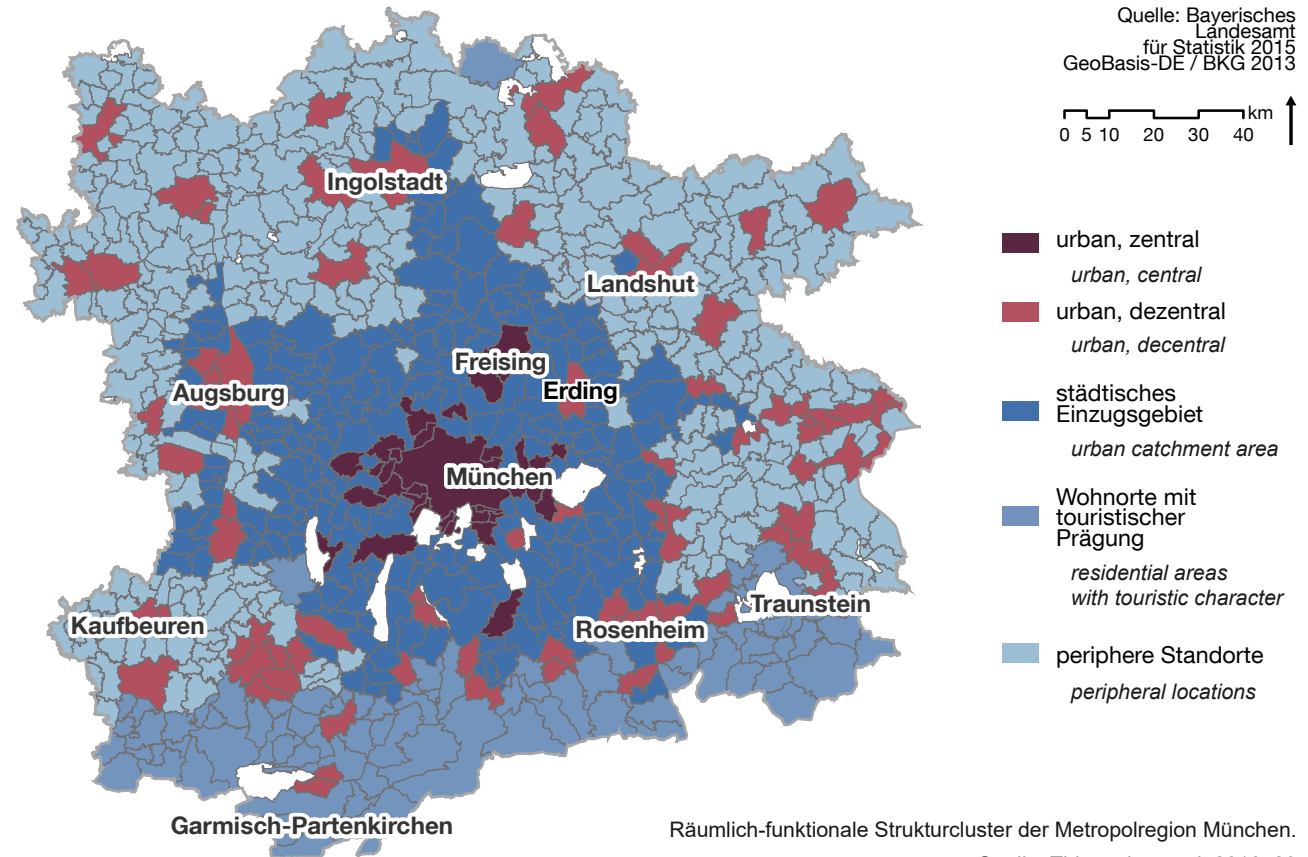 Quelle: Bayerisches
Landesamt
für Statistik 2015
GeoBasis-DE / BKG 2013
km
0 5 10 20 30 40
Ingolstadt
Landshut
Freising
Erding
Augsburg
München
Kaufbeuren
Rosenheim
Traunstein
Garmisch-Partenkirchen
urban, zentral
urban, central
urban, dezentral
urban, decentral
städtisches
Einzugsgebiet
urban catchment area
Wohnorte mit
touristischer
Prägung
residential areas
with touristic character
periphere Standorte
peripheral locations
Räumlich-funktionale Strukturcluster der Metropolregion München.